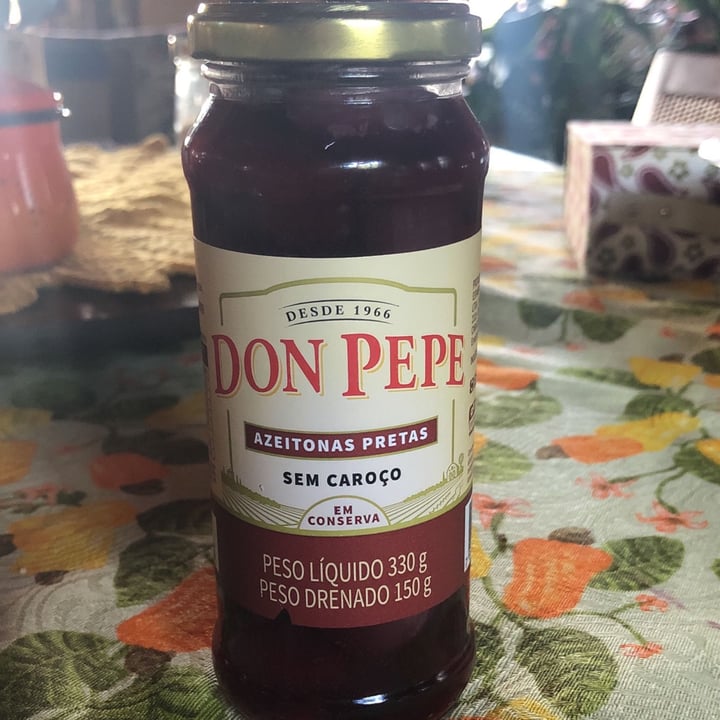 DESDE 1966
DON PEPE
AZEITONAS PRETAS
SEM CAROÇO
EM
CONSERVA
PESO LÍQUIDO 330 g
PESO DRENADO 150 g